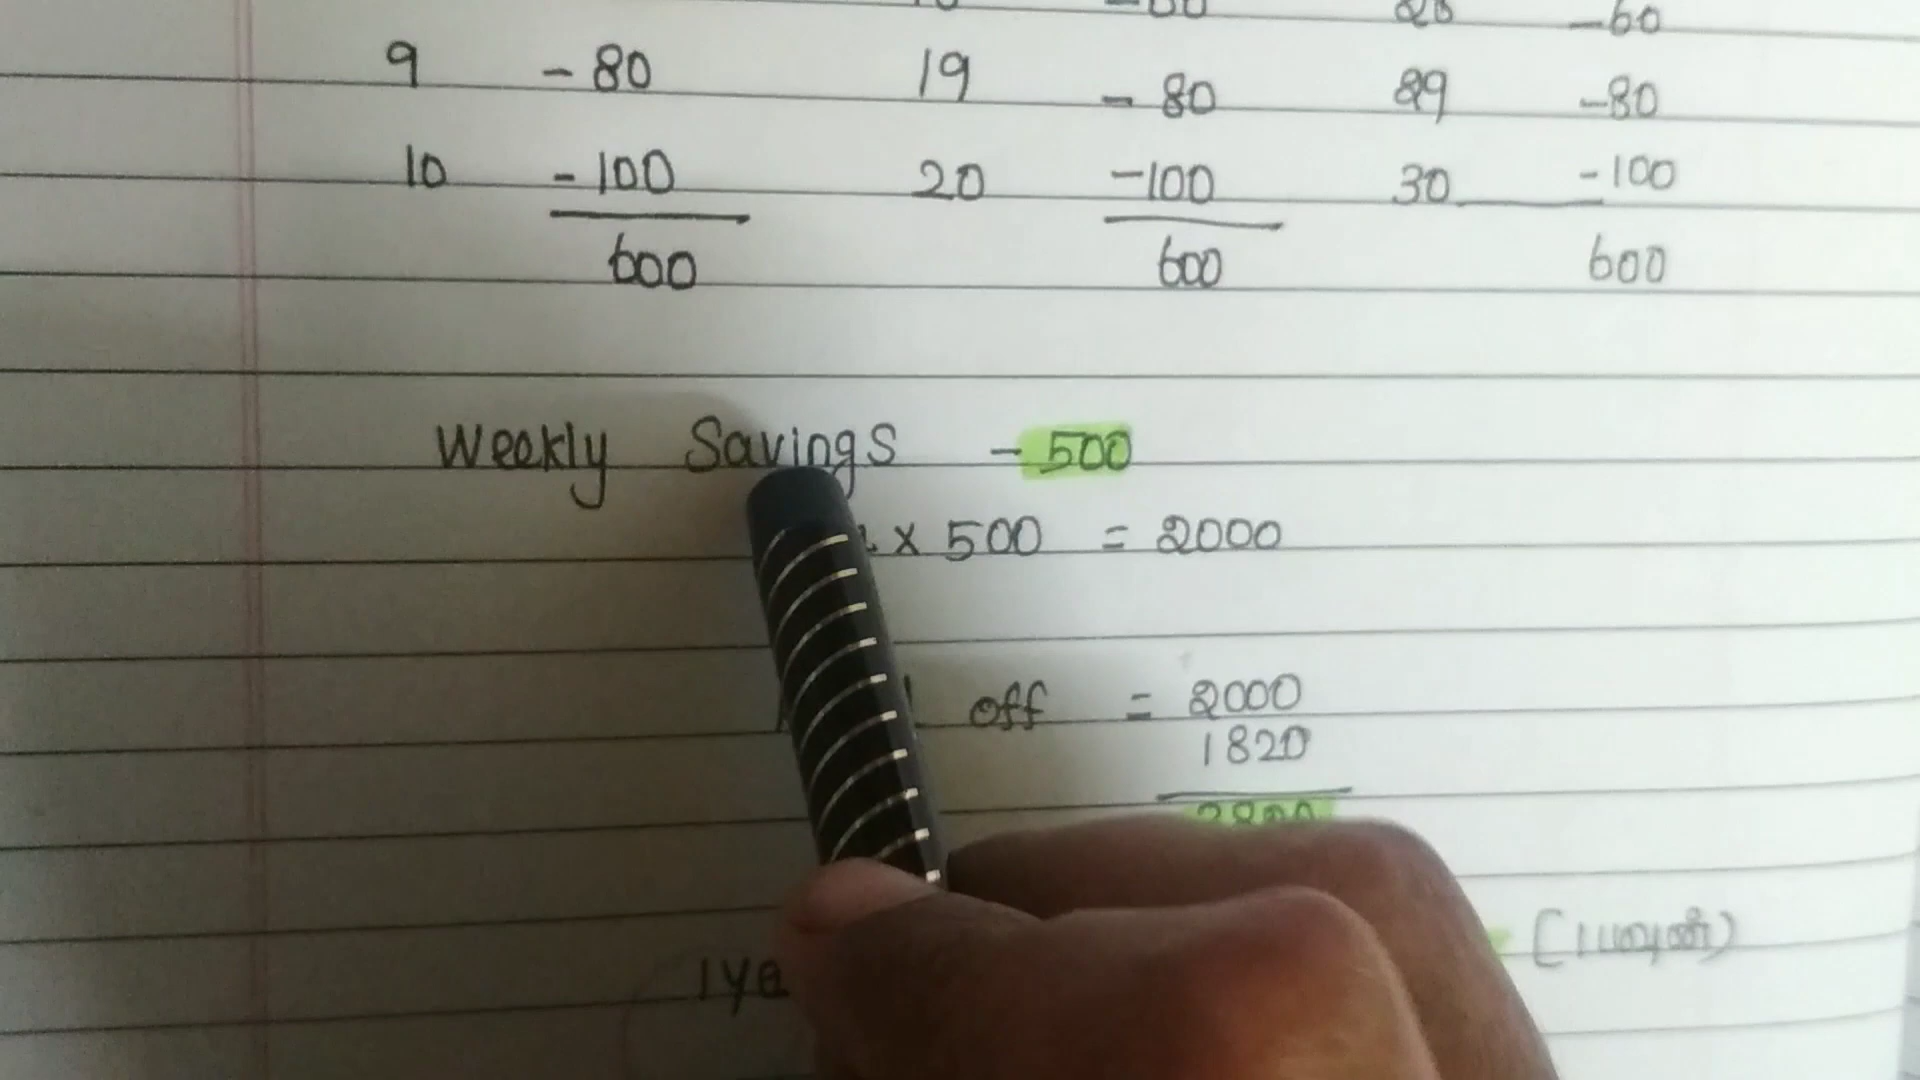 -60
9 - 80 19 - 80 29 -80
10 - 100 20 -100 30 -100
600 600 600
Weekly Savings - 500
x 500 = 2000
off = 2000
1820